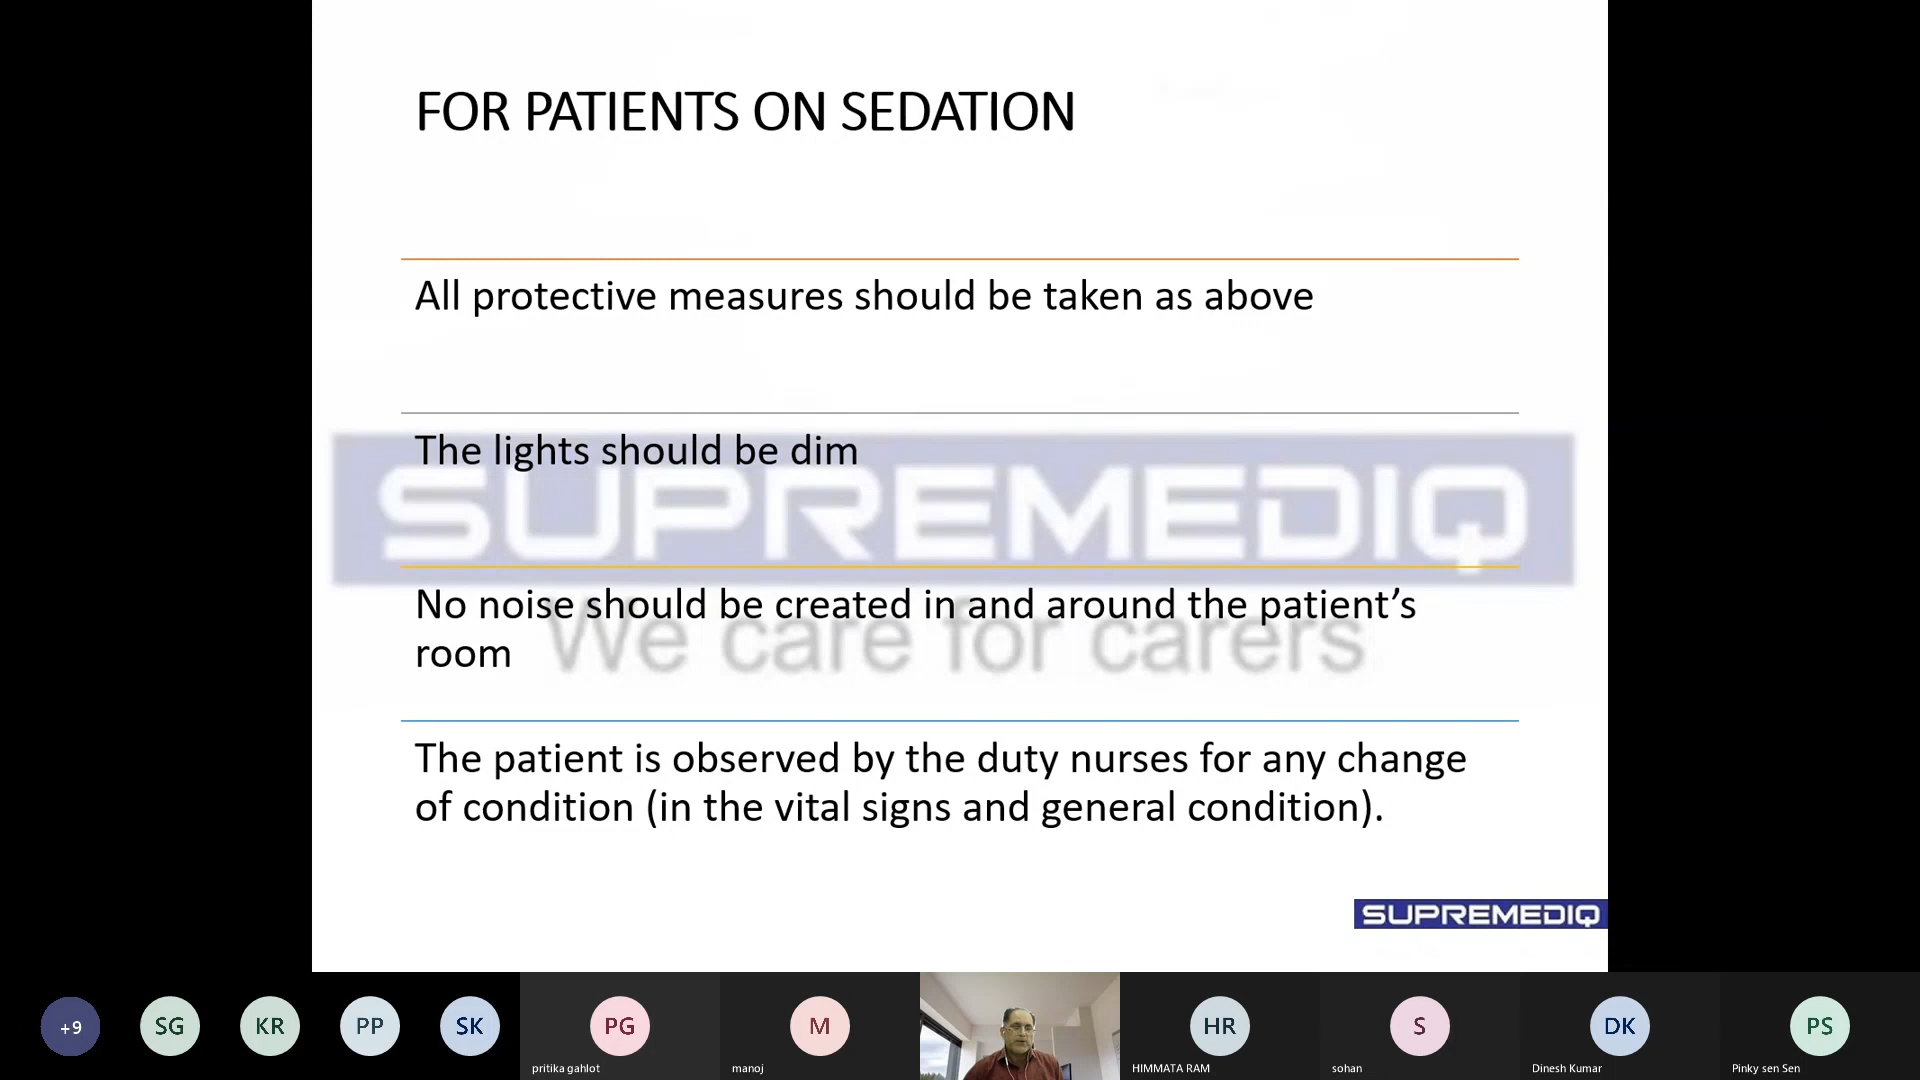 FOR PATIENTS ON SEDATION
All protective measures should be taken as above
The lights should be dim
SUPREMEDIQ
No noise should be created in and around the patient’s
room
We care for carers
The patient is observed by the duty nurses for any change
of condition (in the vital signs and general condition).
SUPREMEDIQ
+9
SG
KR
PP
SK
PG
pritika gahlot
M
manoj
HR
HIMMATA RAM
S
sohan
DK
Dinesh Kumar
PS
Pinky sen Sen